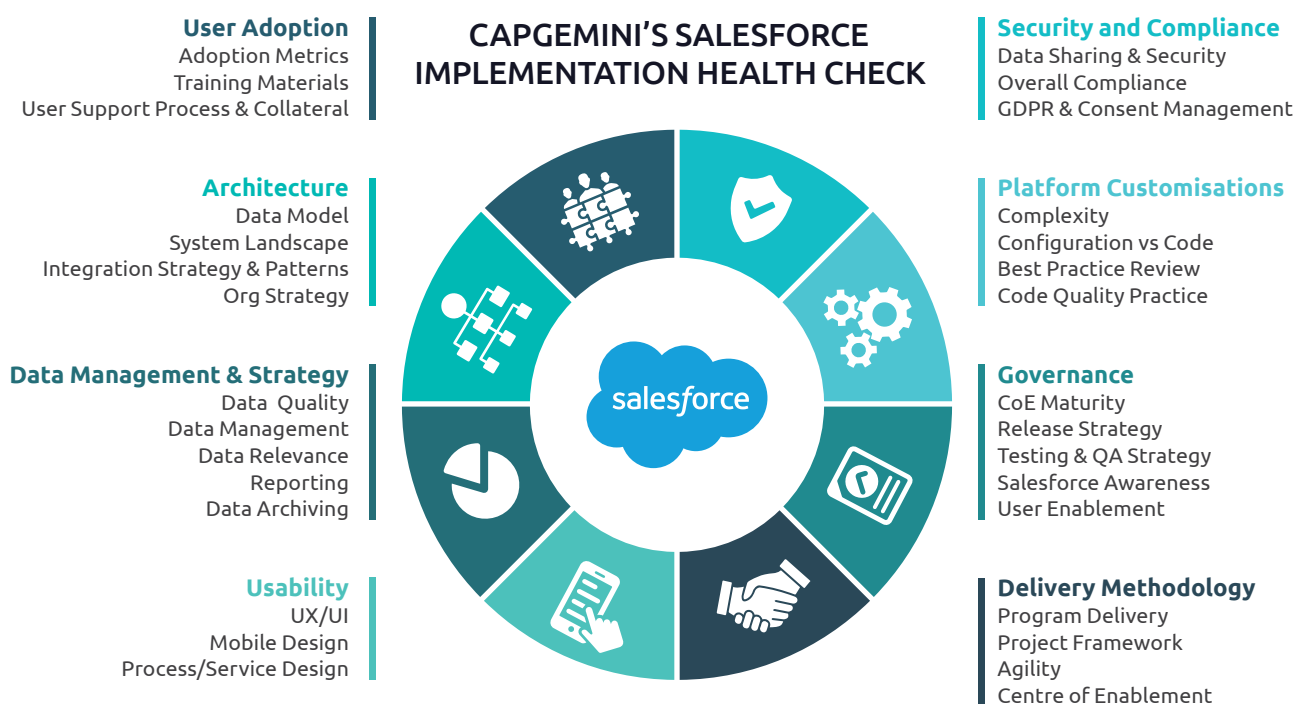 CAPGEMINI'S SALESFORCE
IMPLEMENTATION HEALTH CHECK
User Adoption
Adoption Metrics
Training Materials
User Support Process & Collateral
Architecture
Data Model
System Landscape
Integration Strategy & Patterns
Org Strategy
Data Management & Strategy
Data Quality
Data Management
Data Relevance
Reporting
Data Archiving
Usability
UX/UI
Mobile Design
Process/Service Design
salesforce
Security and Compliance
Data Sharing & Security
Overall Compliance
GDPR & Consent Management
Platform Customisations
Complexity
Configuration vs Code
Best Practice Review
Code Quality Practice
Governance
CoE Maturity
Release Strategy
Testing & QA Strategy
Salesforce Awareness
User Enablement
Delivery Methodology
Program Delivery
Project Framework
Agility
Centre of Enablement